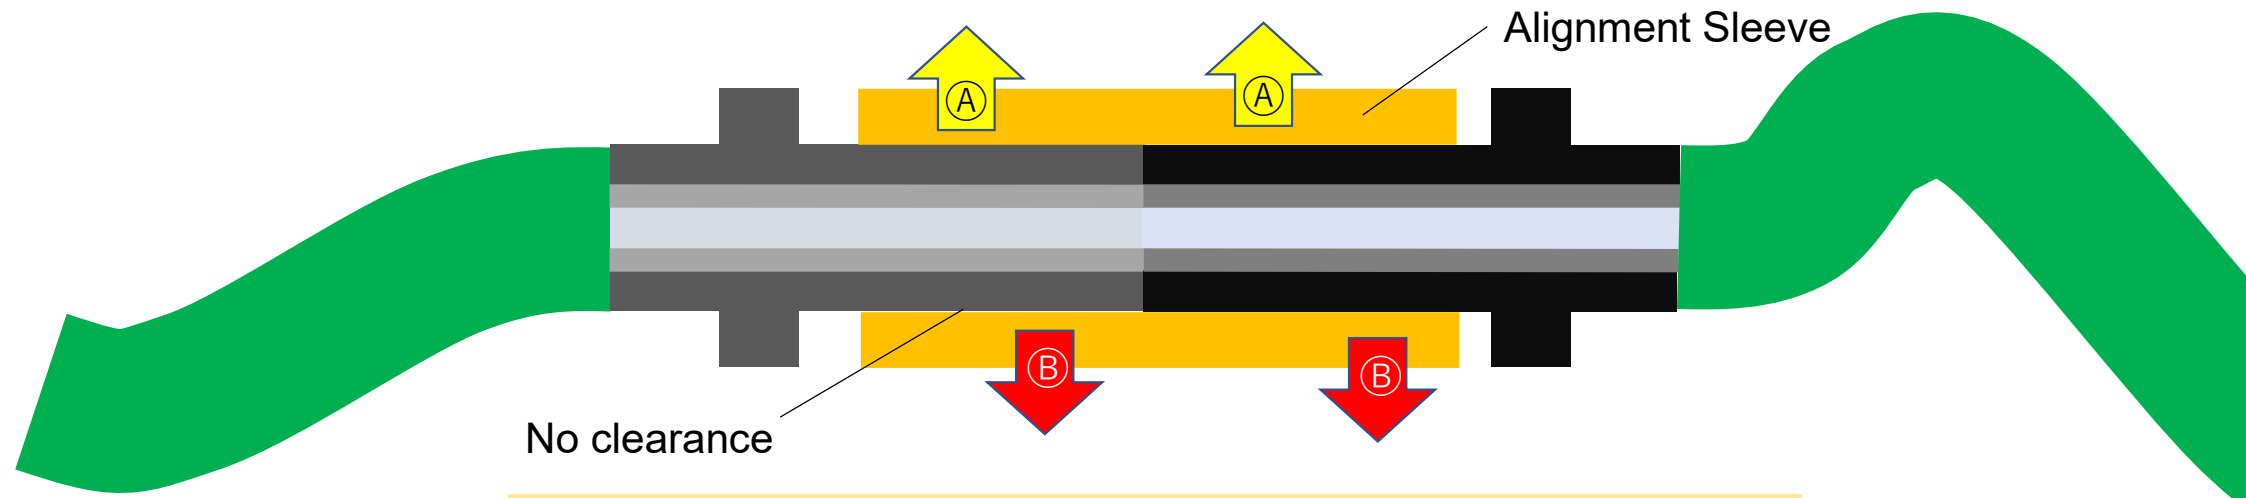 Alignment Sleeve
Ⓐ Ⓐ
Ⓑ Ⓑ
No clearance